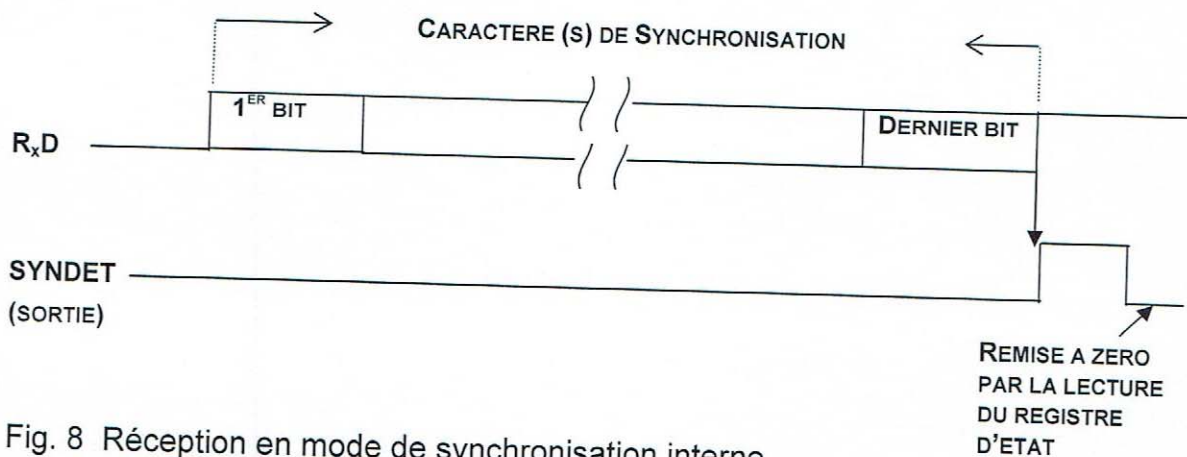 CARACTERE (S) DE SYNCHRONISATION
1ER BIT
DERNIER BIT
RxD
SYNDET
(SORTIE)
REMISE A ZERO
PAR LA LECTURE
DU REGISTRE
D'ETAT
Fig. 8 Réception en mode de synchronisation interne